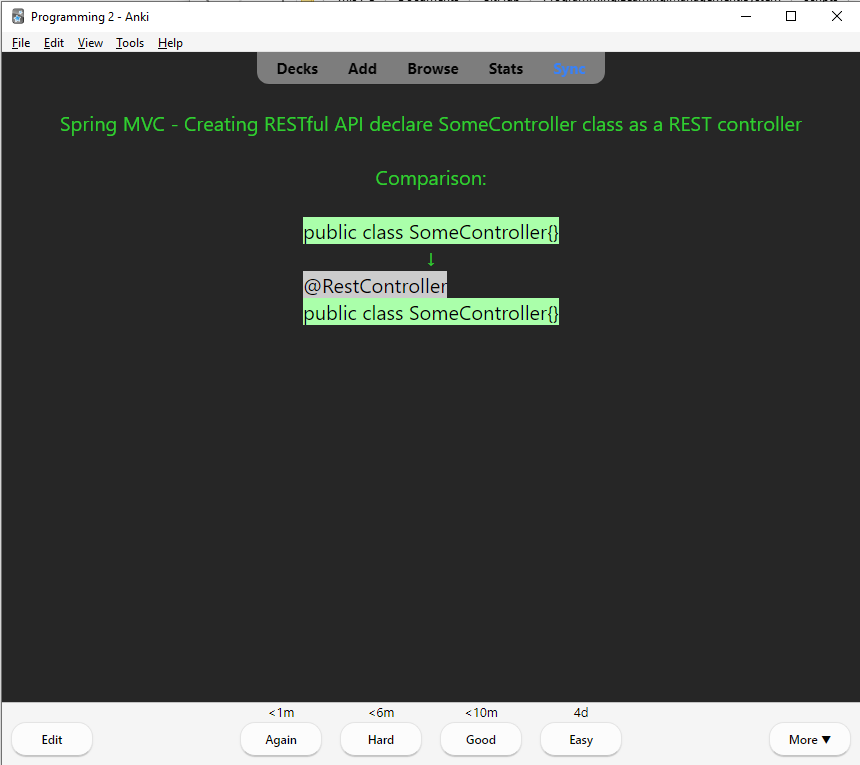 Programming 2 - Anki
File Edit View Tools Help
Decks Add Browse Stats Sync
Spring MVC - Creating RESTful API declare SomeController class as a REST controller
Comparison:
public class SomeController{}
↓
@RestController
public class SomeController{}
<1m <6m <10m 4d
Edit Again Hard Good Easy More ▼